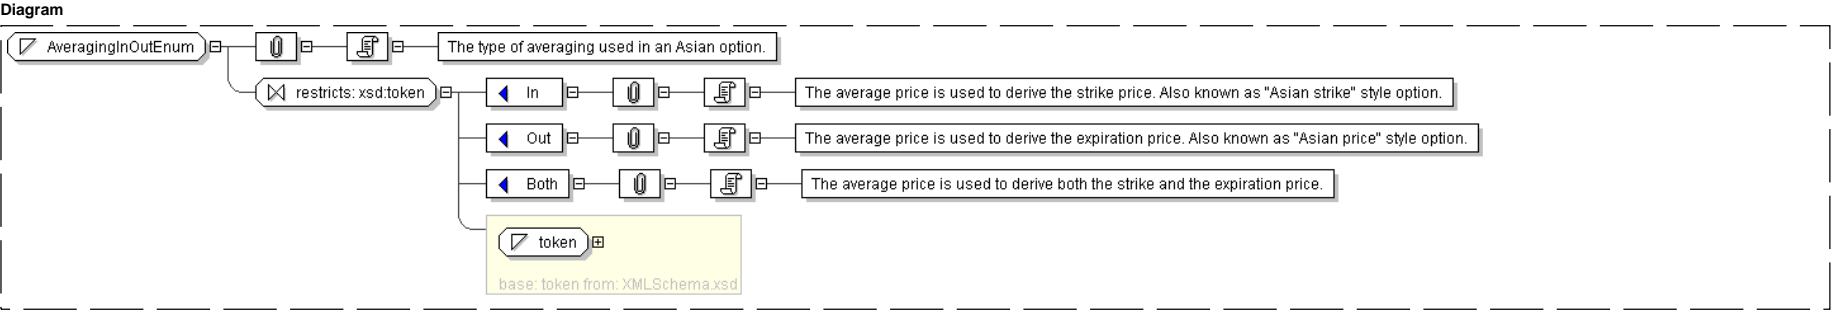 Diagram
AveragingInOutEnum
The type of averaging used in an Asian option.
restricts: xsd:token
In
The average price is used to derive the strike price. Also known as "Asian strike" style option.
Out
The average price is used to derive the expiration price. Also known as "Asian price" style option.
Both
The average price is used to derive both the strike and the expiration price.
token
base: token from: XMLSchema.xsd